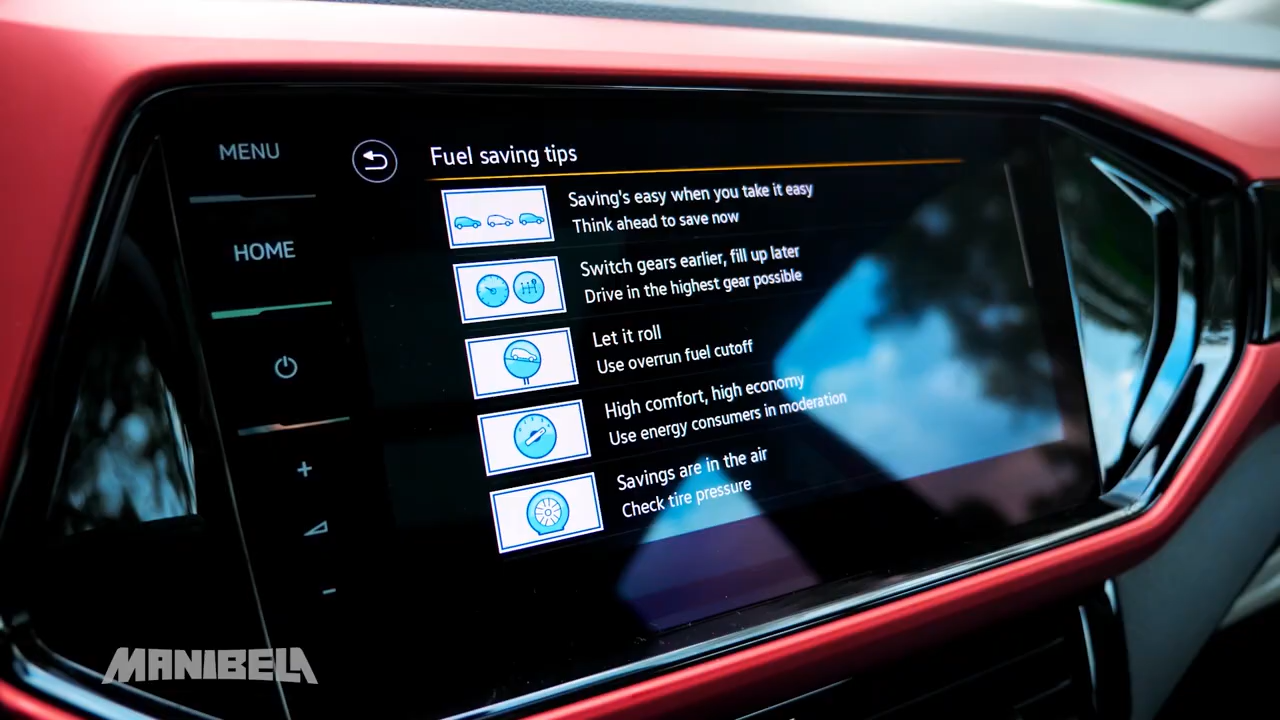 MENU
HOME
Fuel saving tips
Saving's easy when you take it easy
Think ahead to save now
Switch gears earlier, fill up later
Drive in the highest gear possible
Let it roll
Use overrun fuel cutoff
High comfort, high economy
Use energy consumers in moderation
Savings are in the air
Check tire pressure
+
-
MANIBELA